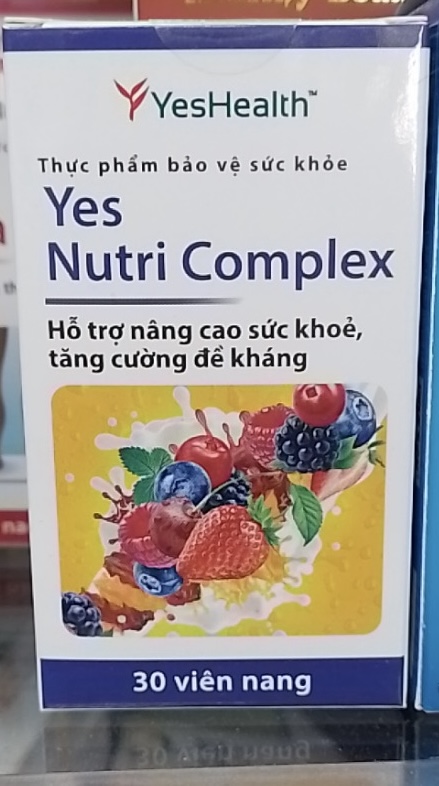 YesHealth™
Thực phẩm bảo vệ sức khỏe
Yes
Nutri Complex
Hỗ trợ nâng cao sức khoẻ,
tăng cường đề kháng
30 viên nang